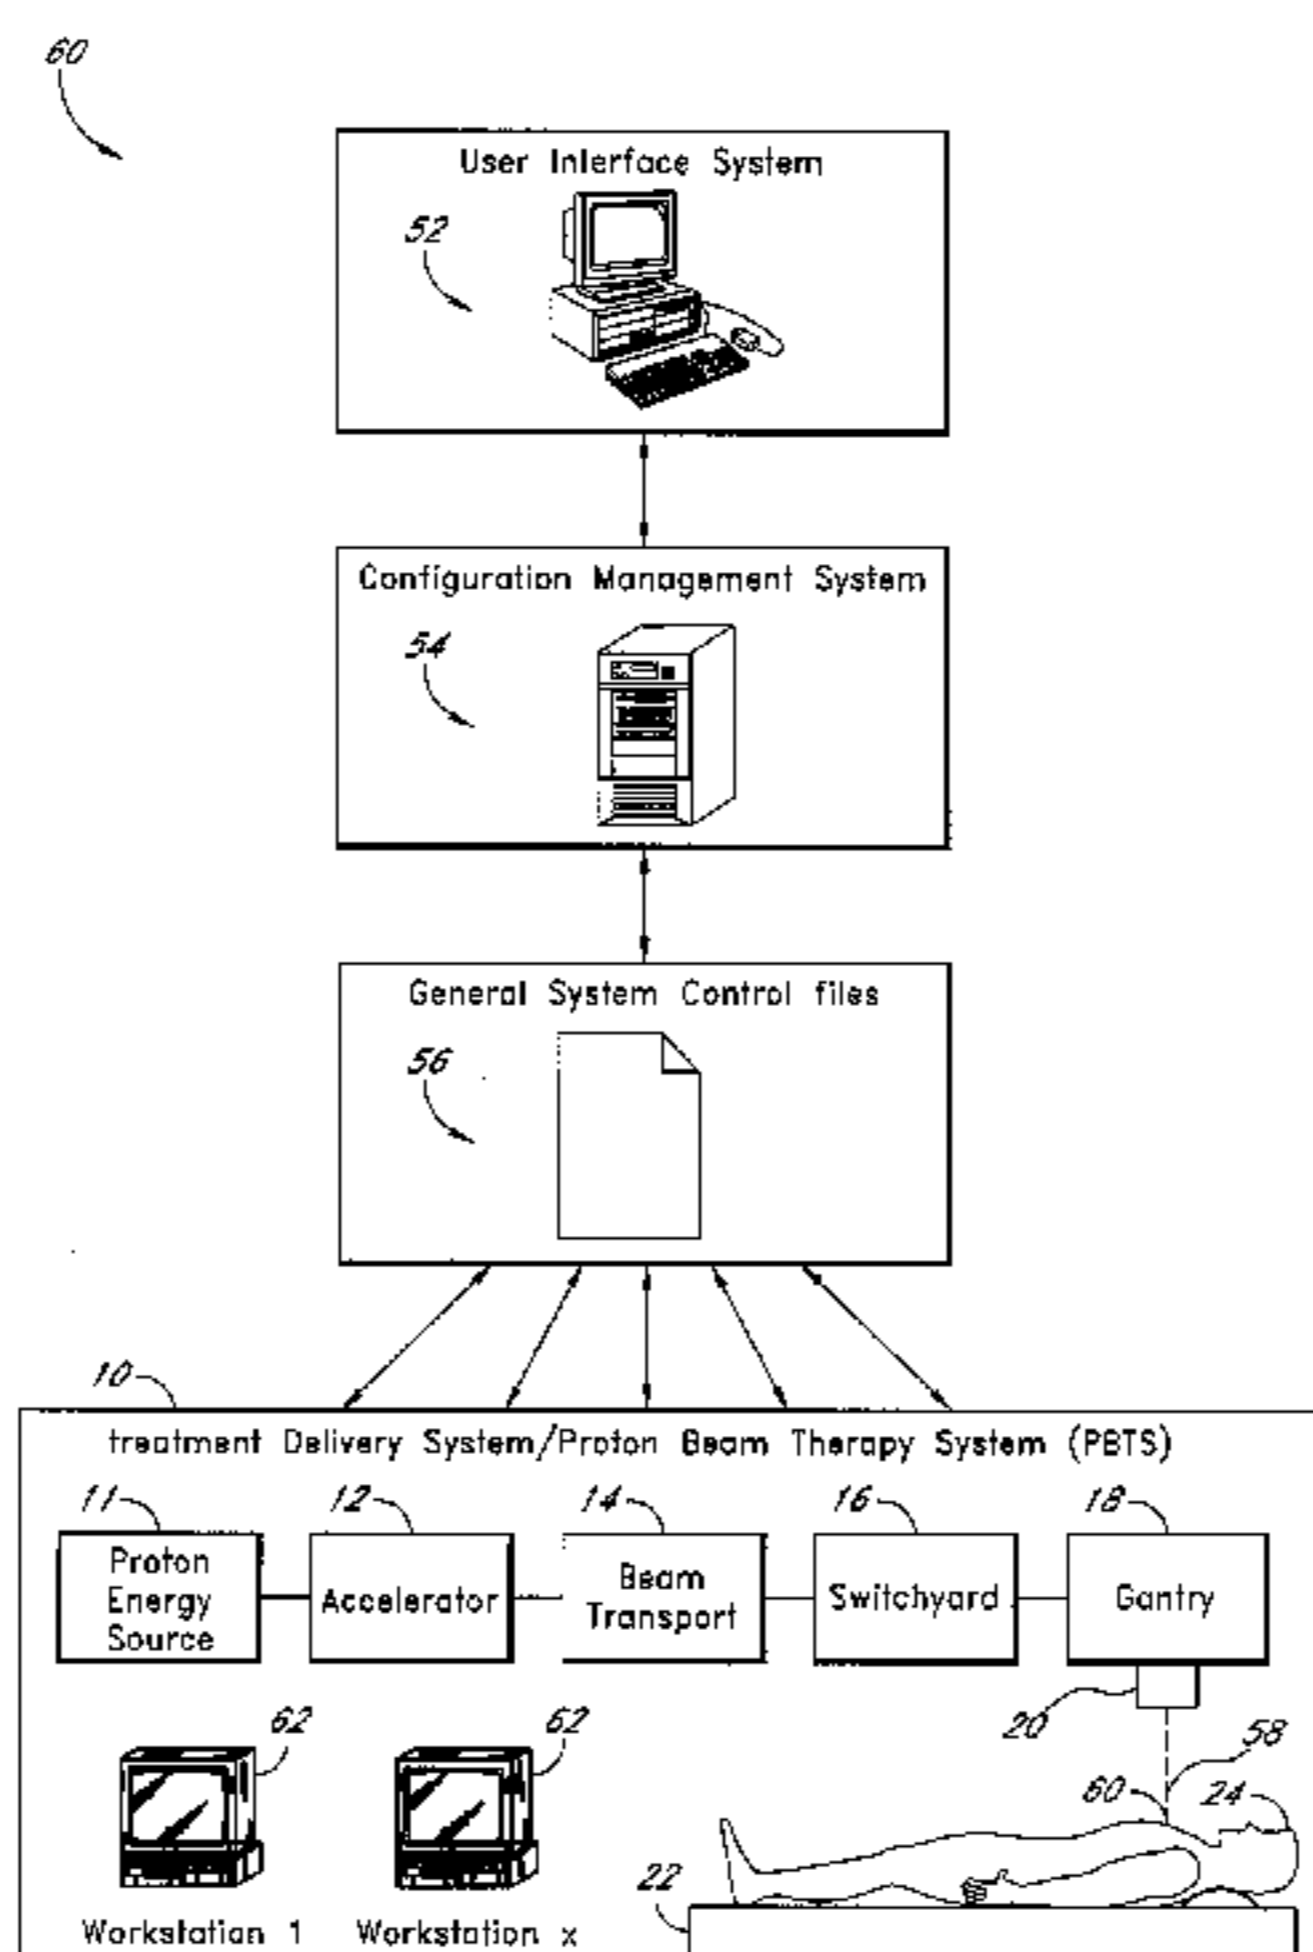 60
User Interface System
52
Configuration Management System
54
General System Control files
56
10
treatment Delivery System/Proton Beam Therapy System (PBTS)
11 12 14 16 18
Proton Energy Source
Accelerator
Beam Transport
Switchyard
Gantry
20
62 62
58
60
24
22
Workstation 1 Workstation x